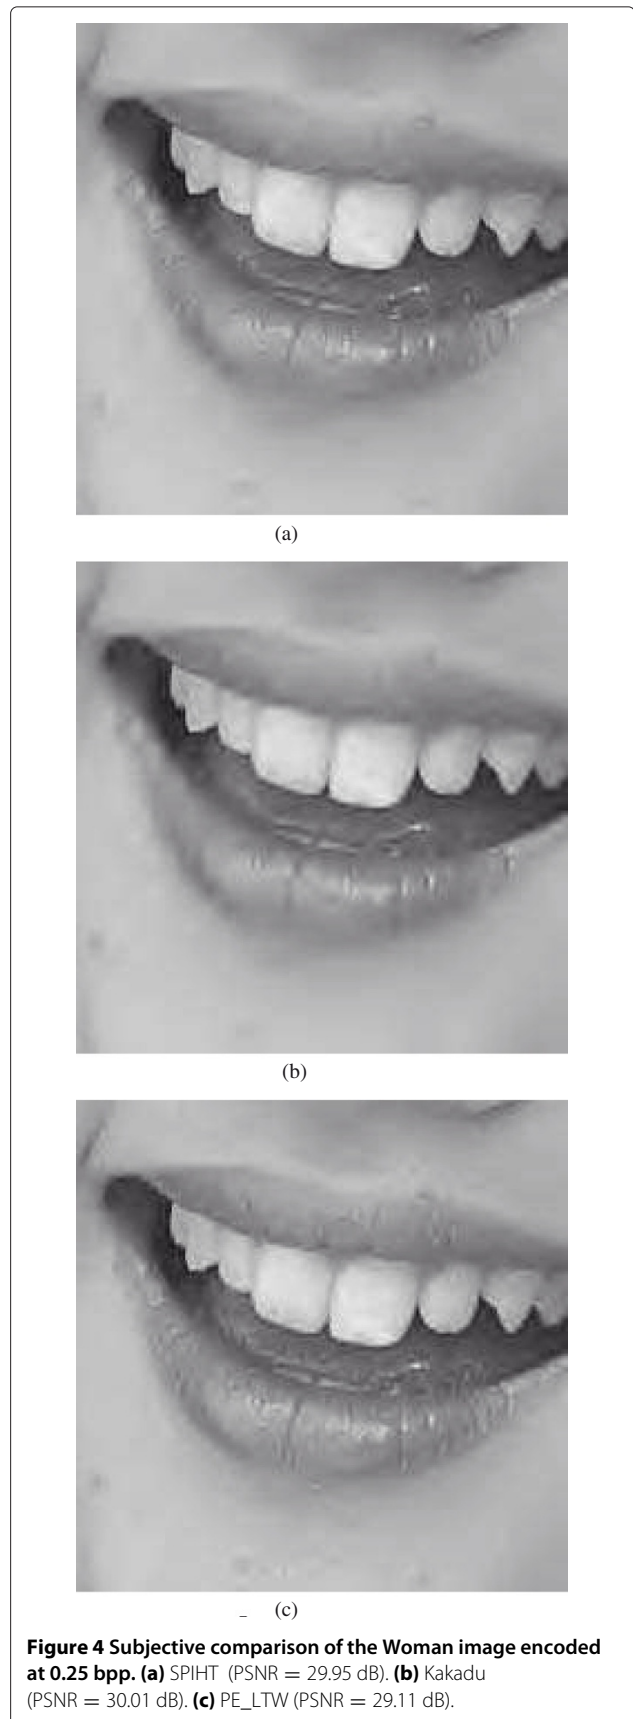 (a)
(b)
(c)
Figure 4 Subjective comparison of the Woman image encoded
at 0.25 bpp. (a) SPIHT (PSNR = 29.95 dB). (b) Kakadu
(PSNR = 30.01 dB). (c) PE_LTW (PSNR = 29.11 dB).